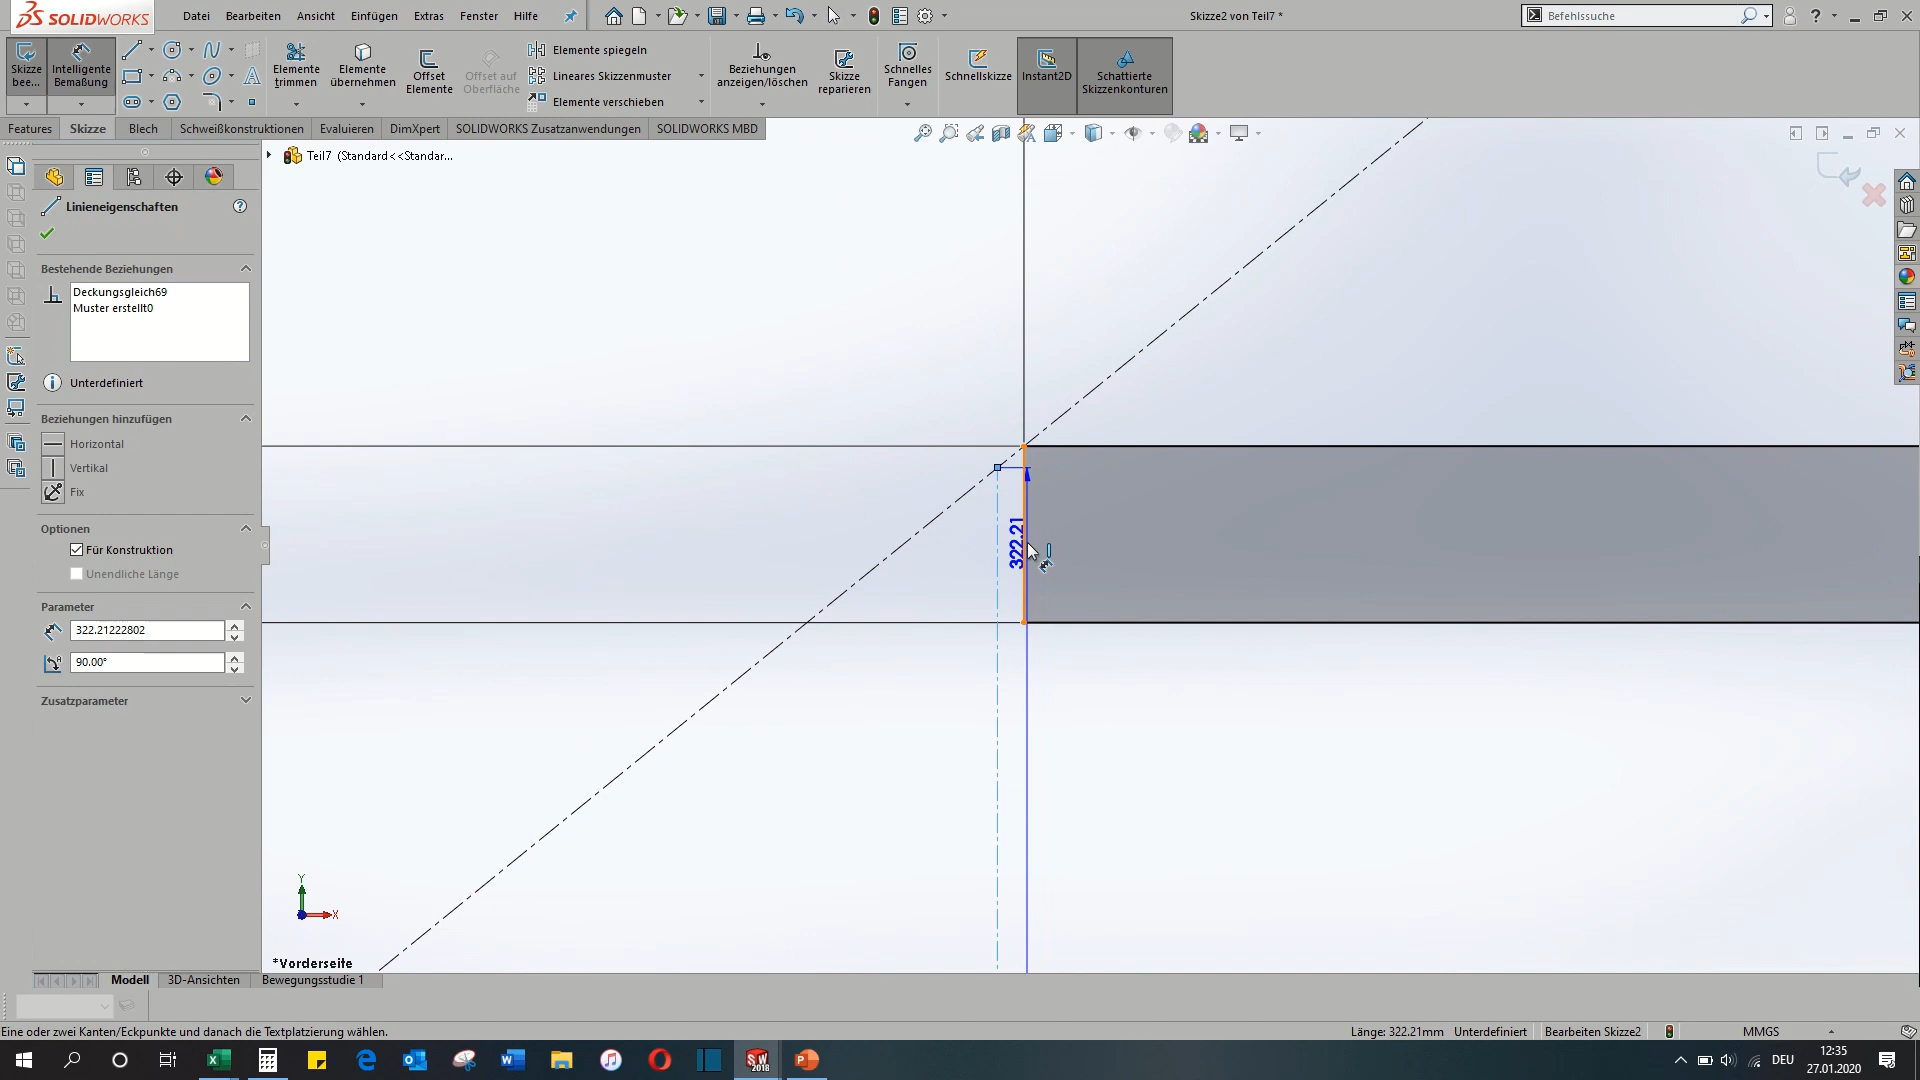 SOLIDWORKS
Datei Bearbeiten Ansicht Einfügen Extras Fenster Hilfe
Skizze2 von Teil7 *
Befehlssuche
Skizze bee...
Intelligente Bemaßung
Elemente trimmen
Elemente übernehmen
Offset Elemente
Offset auf Oberfläche
Elemente spiegeln
Lineares Skizzenmuster
Elemente verschieben
Beziehungen anzeigen/löschen
Skizze reparieren
Schnelles Fangen
Schnellskizze
Instant2D
Schattierte Skizzenkonturen
Features Skizze Blech Schweißkonstruktionen Evaluieren DimXpert SOLIDWORKS Zusatzanwendungen SOLIDWORKS MBD
Teil7 (Standard<<Standar...
Linieneigenschaften
Bestehende Beziehungen
Deckungsgleich69
Muster erstellt0
Unterdefiniert
Beziehungen hinzufügen
Horizontal
Vertikal
Fix
Optionen
Für Konstruktion
Unendliche Länge
Parameter
322.21222802
90.00°
Zusatzparameter
322.21
Y
X
*Vorderseite
Modell 3D-Ansichten Bewegungsstudie 1
Eine oder zwei Kanten/Eckpunkte und danach die Textplatzierung wählen.
Länge: 322.21mm Unterdefiniert Bearbeiten Skizze2 MMGS
DEU
12:35
27.01.2020